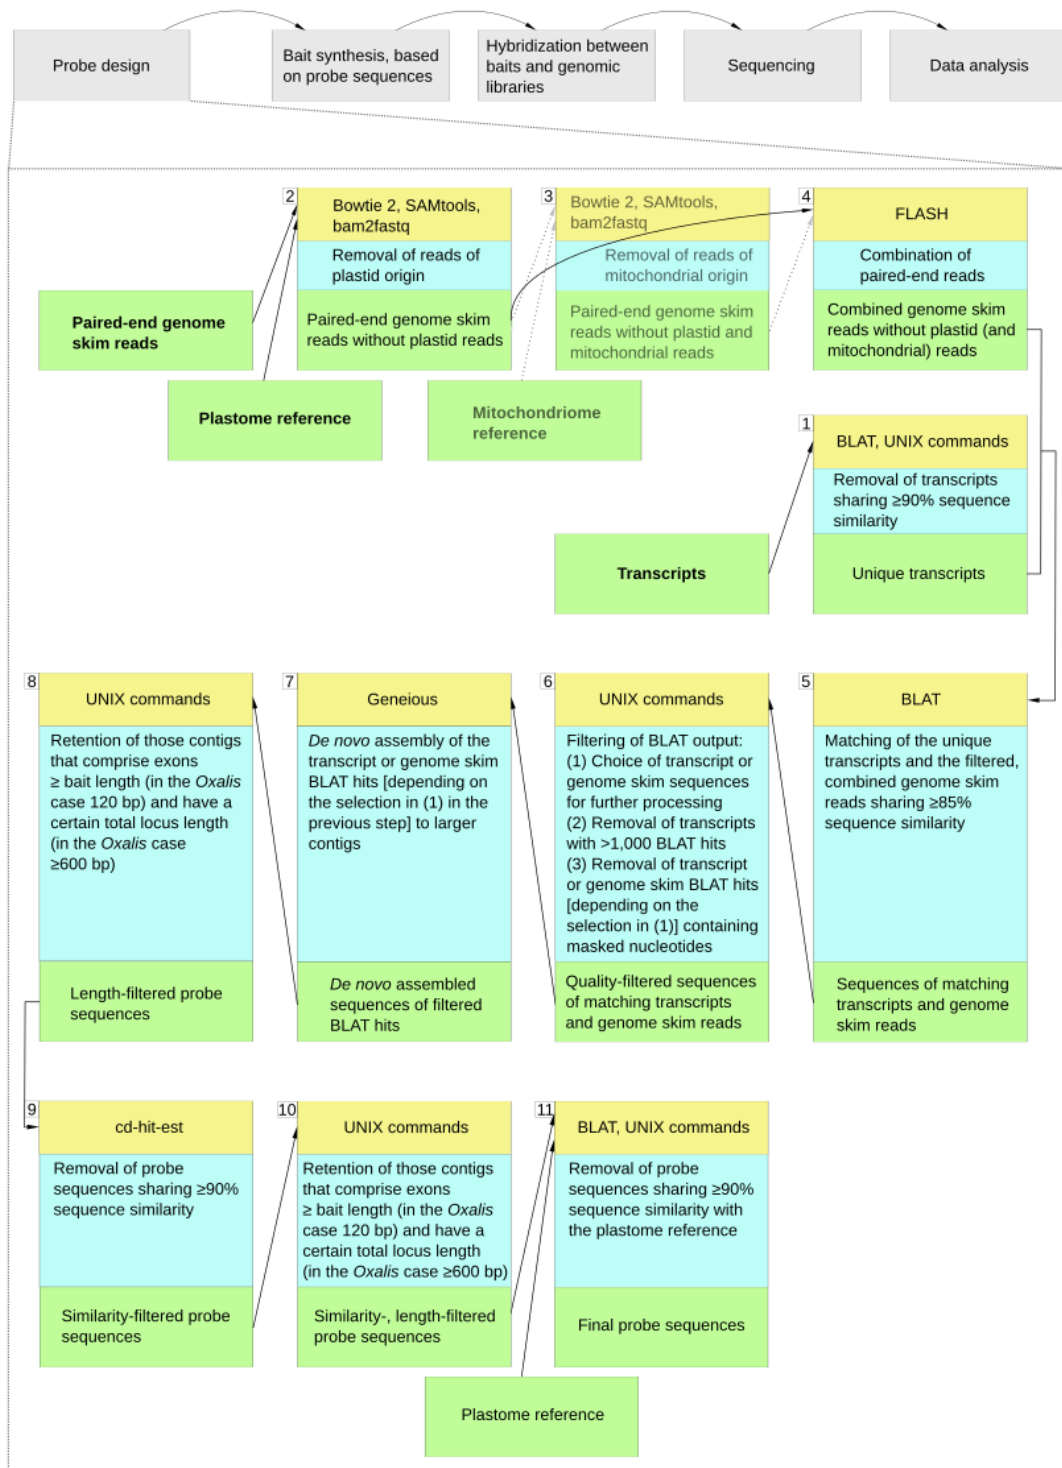 Probe design
Bait synthesis, based
on probe sequences
Hybridization between
baits and genomic
libraries
Sequencing
Data analysis
2
Bowtie 2, SAMtools,
bam2fastq
Removal of reads of
plastid origin
Paired-end genome skim
reads without plastid reads
3
Bowtie 2, SAMtools,
bam2fastq
Removal of reads of
mitochondrial origin
Paired-end genome skim
reads without plastid and
mitochondrial reads
4
FLASH
Combination
of paired-end reads
Combined genome skim
reads without plastid (and
mitochondrial) reads
Paired-end genome
skim reads
Plastome reference
Mitochondriome
reference
1
BLAT, UNIX commands
Removal of transcripts
sharing ≥90% sequence
similarity
Unique transcripts
Transcripts
8
UNIX commands
Retention of those contigs
that comprise exons
≥ bait length (in the Oxalis
case 120 bp) and have a
certain total locus length
(in the Oxalis case
≥600 bp)
Length-filtered probe
sequences
7
Geneious
De novo assembly of the
transcript or genome skim
BLAT hits [depending on
the selection in (1) in the
previous step] to larger
contigs
De novo assembled
sequences of filtered
BLAT hits
6
UNIX commands
Filtering of BLAT output:
(1) Choice of transcript or
genome skim sequences
for further processing
(2) Removal of transcripts
with >1,000 BLAT hits
(3) Removal of transcript
or genome skim BLAT hits
[depending on the
selection in (1)] containing
masked nucleotides
Quality-filtered sequences
of matching transcripts
and genome skim reads
5
BLAT
Matching of the unique
transcripts and the filtered,
combined genome skim
reads sharing ≥85%
sequence similarity
Sequences of matching
transcripts and genome
skim reads
9
cd-hit-est
Removal of probe
sequences sharing ≥90%
sequence similarity
Similarity-filtered probe
sequences
10
UNIX commands
Retention of those contigs
that comprise exons
≥ bait length (in the Oxalis
case 120 bp) and have a
certain total locus length
(in the Oxalis case ≥600 bp)
Similarity-, length-filtered
probe sequences
11
BLAT, UNIX commands
Removal of probe
sequences sharing ≥90%
sequence similarity with
the plastome reference
Final probe sequences
Plastome reference